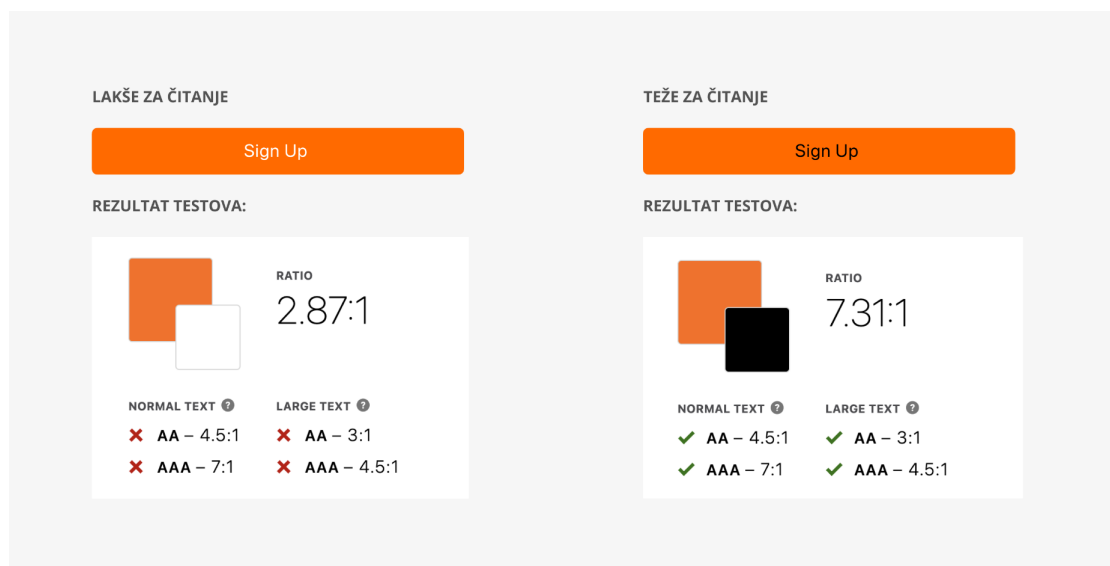 LAKŠE ZA ČITANJE
Sign Up
REZULTAT TESTOVA:
RATIO
2.87:1
NORMAL TEXT ?
LARGE TEXT ?
AA – 4.5:1
AA – 3:1
AAA – 7:1
AAA – 4.5:1
TEŽE ZA ČITANJE
Sign Up
REZULTAT TESTOVA:
RATIO
7.31:1
NORMAL TEXT ?
LARGE TEXT ?
AA – 4.5:1
AA – 3:1
AAA – 7:1
AAA – 4.5:1